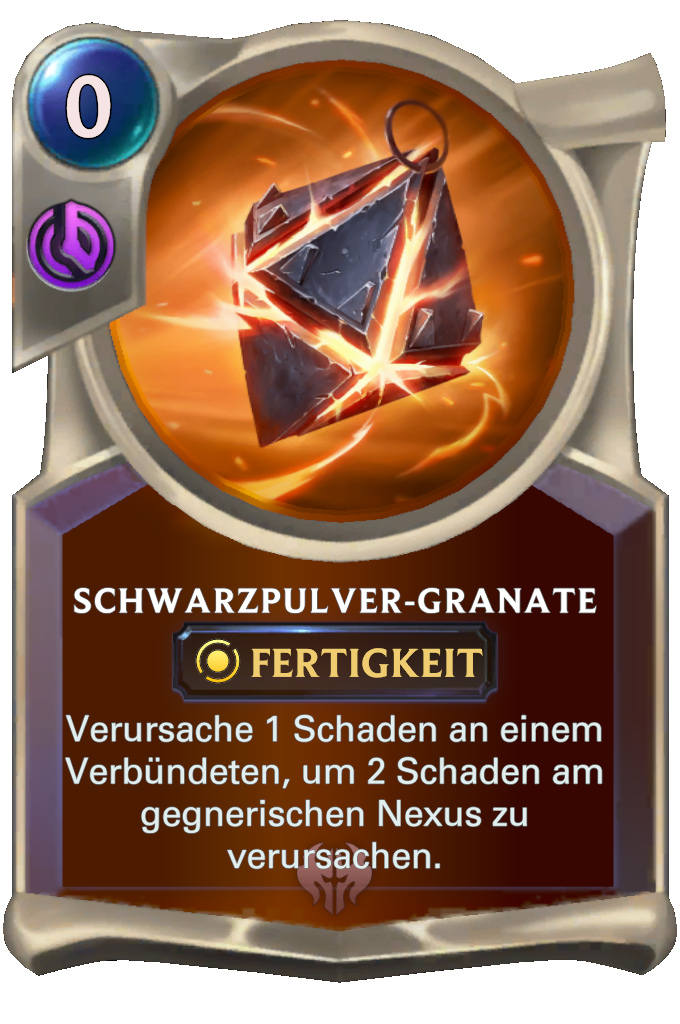 0
SCHWARZPULVER-GRANATE
FERTIGKEIT
Verursache 1 Schaden an einem
Verbündeten, um 2 Schaden am
gegnerischen Nexus zu
verursachen.